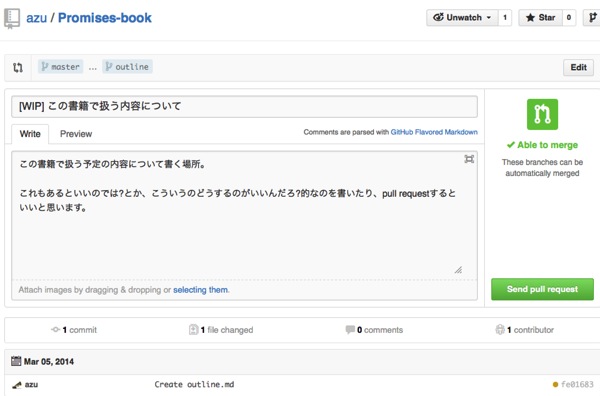 azu / Promises-book
Unwatch 1 Star 0
master ... outline Edit
[WIP] この書籍で扱う内容について
Write Preview Comments are parsed with GitHub Flavored Markdown
この書籍で扱う予定の内容について書く場所。
これもあるといいのでは?とか、こういうのどうするのがいいんだろ?的なのを書いたり、pull requestすると
いいと思います。
Attach images by dragging & dropping or selecting them.
Able to merge
These branches can be
automatically merged
Send pull request
1 commit 1 file changed 0 comments 1 contributor
Mar 05, 2014
azu Create outline.md fe01683